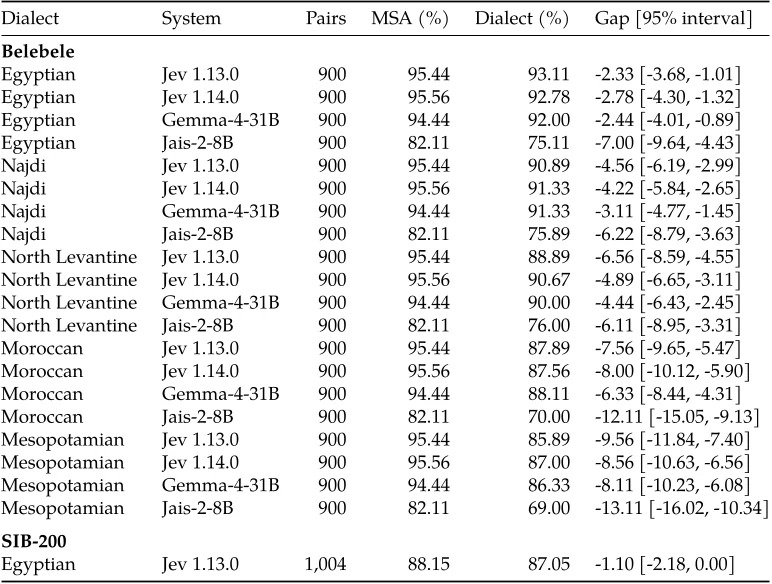 Dialect System Pairs MSA (%) Dialect (%) Gap [95% interval]
Belebele
Egyptian Jev 1.13.0 900 95.44 93.11 -2.33 [-3.68, -1.01]
Egyptian Jev 1.14.0 900 95.56 92.78 -2.78 [-4.30, -1.32]
Egyptian Gemma-4-31B 900 94.44 92.00 -2.44 [-4.01, -0.89]
Egyptian Jais-2-8B 900 82.11 75.11 -7.00 [-9.64, -4.43]
Najdi Jev 1.13.0 900 95.44 90.89 -4.56 [-6.19, -2.99]
Najdi Jev 1.14.0 900 95.56 91.33 -4.22 [-5.84, -2.65]
Najdi Gemma-4-31B 900 94.44 91.33 -3.11 [-4.77, -1.45]
Najdi Jais-2-8B 900 82.11 75.89 -6.22 [-8.79, -3.63]
North Levantine Jev 1.13.0 900 95.44 88.89 -6.56 [-8.59, -4.55]
North Levantine Jev 1.14.0 900 95.56 90.67 -4.89 [-6.65, -3.11]
North Levantine Gemma-4-31B 900 94.44 90.00 -4.44 [-6.43, -2.45]
North Levantine Jais-2-8B 900 82.11 76.00 -6.11 [-8.95, -3.31]
Moroccan Jev 1.13.0 900 95.44 87.89 -7.56 [-9.65, -5.47]
Moroccan Jev 1.14.0 900 95.56 87.56 -8.00 [-10.12, -5.90]
Moroccan Gemma-4-31B 900 94.44 88.11 -6.33 [-8.44, -4.31]
Moroccan Jais-2-8B 900 82.11 70.00 -12.11 [-15.05, -9.13]
Mesopotamian Jev 1.13.0 900 95.44 85.89 -9.56 [-11.84, -7.40]
Mesopotamian Jev 1.14.0 900 95.56 87.00 -8.56 [-10.63, -6.56]
Mesopotamian Gemma-4-31B 900 94.44 86.33 -8.11 [-10.23, -6.08]
Mesopotamian Jais-2-8B 900 82.11 69.00 -13.11 [-16.02, -10.34]
SIB-200
Egyptian Jev 1.13.0 1,004 88.15 87.05 -1.10 [-2.18, 0.00]